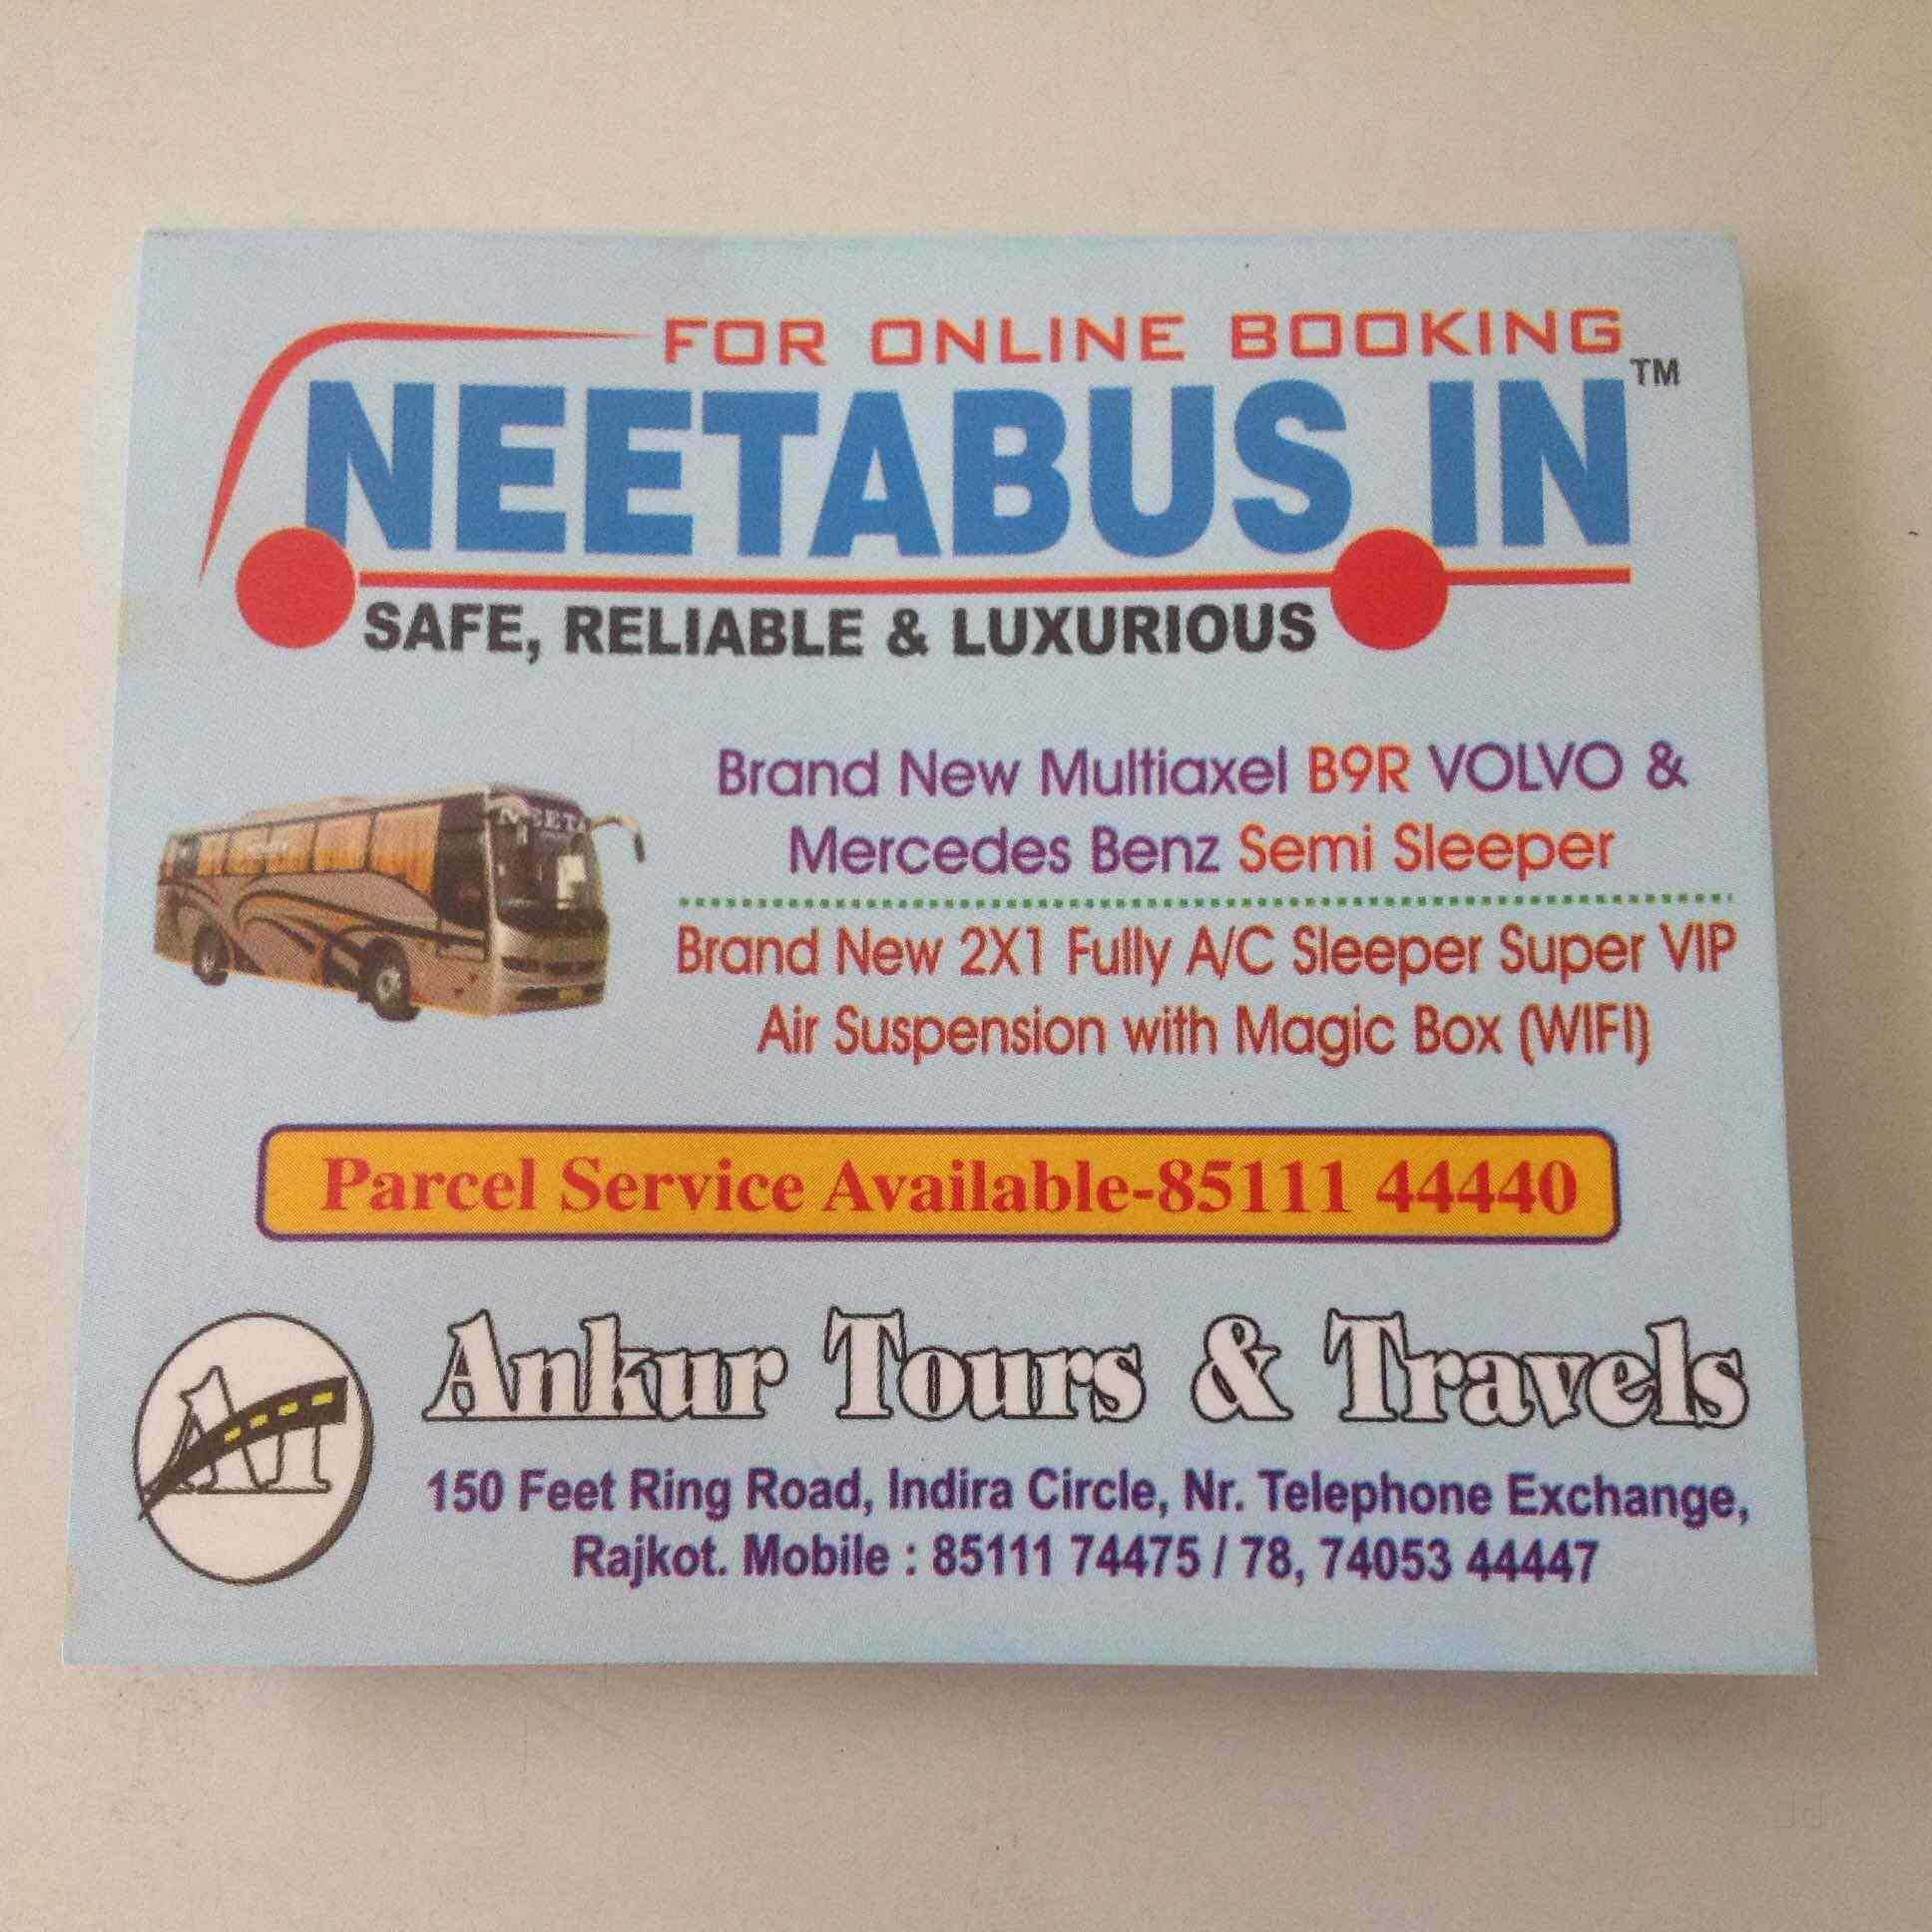 FOR ONLINE BOOKING
NEETABUS.IN™
SAFE, RELIABLE & LUXURIOUS
Brand New Multiaxel B9R VOLVO &
Mercedes Benz Semi Sleeper
NEETA
Brand New 2X1 Fully A/C Sleeper Super VIP
Air Suspension with Magic Box (WIFI)
Parcel Service Available-85111 44440
Ankur Tours & Travels
150 Feet Ring Road, Indira Circle, Nr. Telephone Exchange,
Rajkot. Mobile : 85111 74475 / 78, 74053 44447